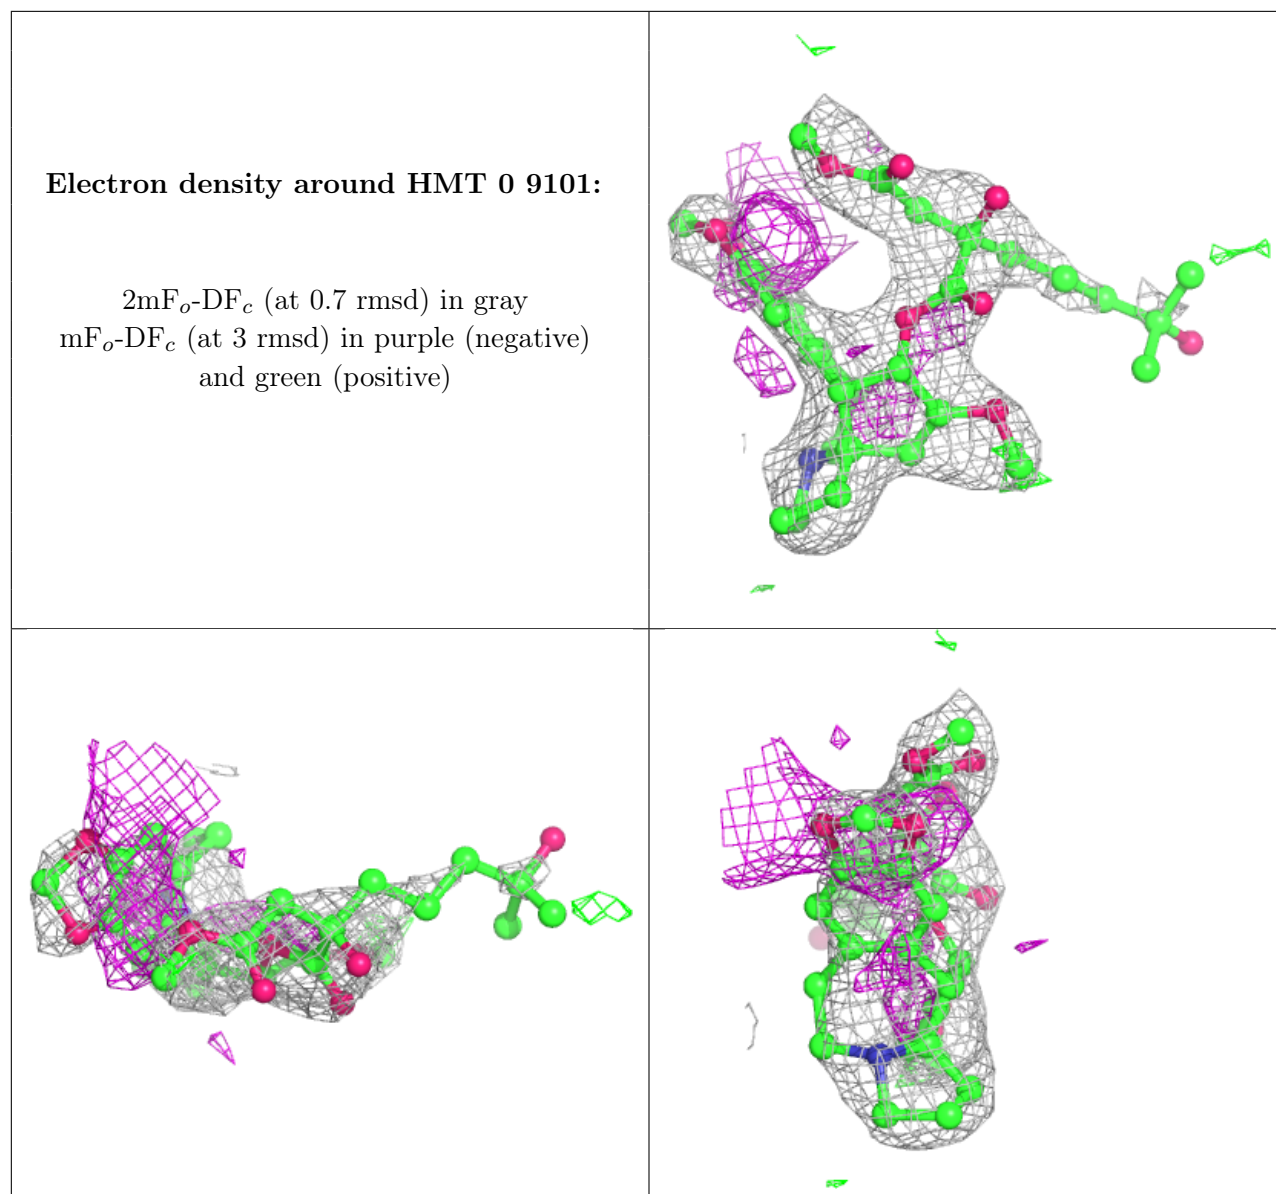 Electron density around HMT 0 9101:
2mFo-DFc (at 0.7 rmsd) in gray
mFo-DFc (at 3 rmsd) in purple (negative)
and green (positive)